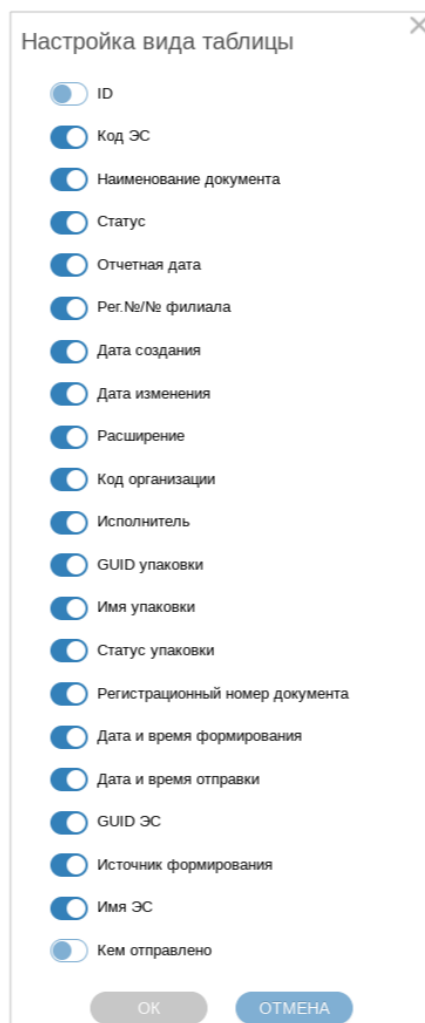 Настройка вида таблицы
ID
Код ЭС
Наименование документа
Статус
Отчетная дата
Рег.№/№ филиала
Дата создания
Дата изменения
Расширение
Код организации
Исполнитель
GUID упаковки
Имя упаковки
Статус упаковки
Регистрационный номер документа
Дата и время формирования
Дата и время отправки
GUID ЭС
Источник формирования
Имя ЭС
Кем отправлено
ОК ОТМЕНА